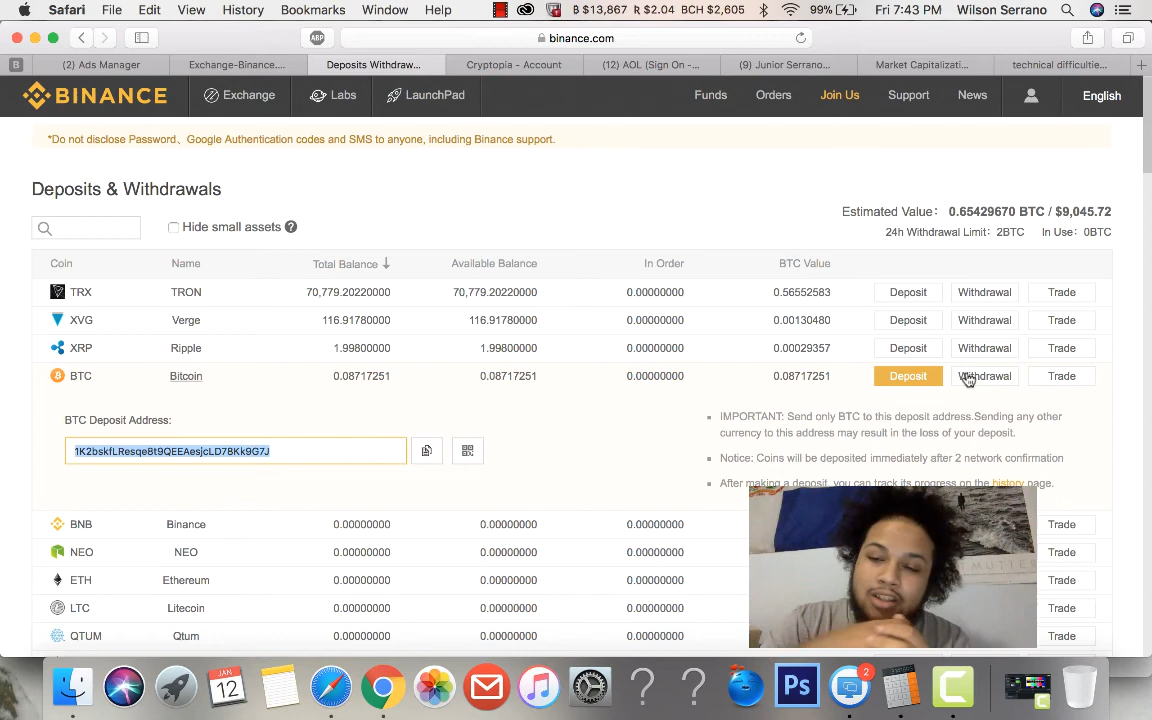 Safari File Edit View History Bookmarks Window Help ฿ $13,867 Ʀ $2.04 BCH $2,605 99% Fri 7:43 PM Wilson Serrano
ABP binance.com
B (2) Ads Manager Exchange-Binance.... Deposits Withdraw... Cryptopia - Account (12) AOL (Sign On -... (9) Junior Serrano... Market Capitalizati... technical difficultie...
BINANCE Exchange Labs LaunchPad Funds Orders Join Us Support News English
*Do not disclose Password、Google Authentication codes and SMS to anyone, including Binance support.
Deposits & Withdrawals
Estimated Value： 0.65429670 BTC / $9,045.72
Hide small assets ?
24h Withdrawal Limit：2BTC In Use：0BTC
Coin Name Total Balance Available Balance In Order BTC Value
TRX TRON 70,779.20220000 70,779.20220000 0.00000000 0.56552583 Deposit Withdrawal Trade
XVG Verge 116.91780000 116.91780000 0.00000000 0.00130480 Deposit Withdrawal Trade
XRP Ripple 1.99800000 1.99800000 0.00000000 0.00029357 Deposit Withdrawal Trade
BTC Bitcoin 0.08717251 0.08717251 0.00000000 0.08717251 Deposit Withdrawal Trade
BTC Deposit Address:
1K2bskfLResqe8t9QEEAesjcLD78Kk9G7J
IMPORTANT: Send only BTC to this deposit address.Sending any other
currency to this address may result in the loss of your deposit.
Notice: Coins will be deposited immediately after 2 network confirmation
After making a deposit, you can track its progress on the history page.
BNB Binance 0.00000000 0.00000000 0.00000000 Trade
NEO NEO 0.00000000 0.00000000 0.00000000 Trade
ETH Ethereum 0.00000000 0.00000000 0.00000000 Trade
LTC Litecoin 0.00000000 0.00000000 0.00000000 Trade
QTUM Qtum 0.00000000 0.00000000 0.00000000 Trade
MUTTER
JAN
12
? ? Ps 2